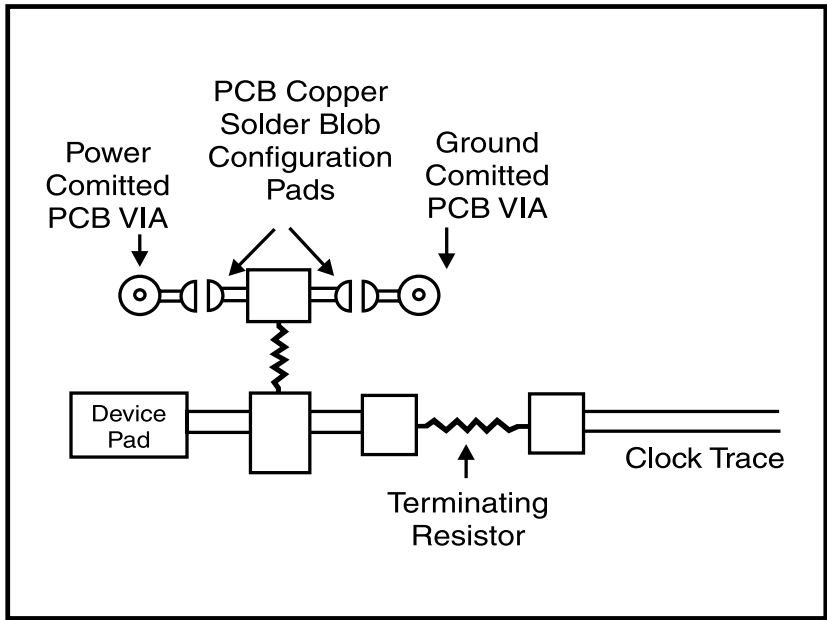 PCB Copper
Solder Blob
Configuration
Pads
Power
Comitted
PCB VIA
Ground
Comitted
PCB VIA
Device
Pad
Clock Trace
Terminating
Resistor